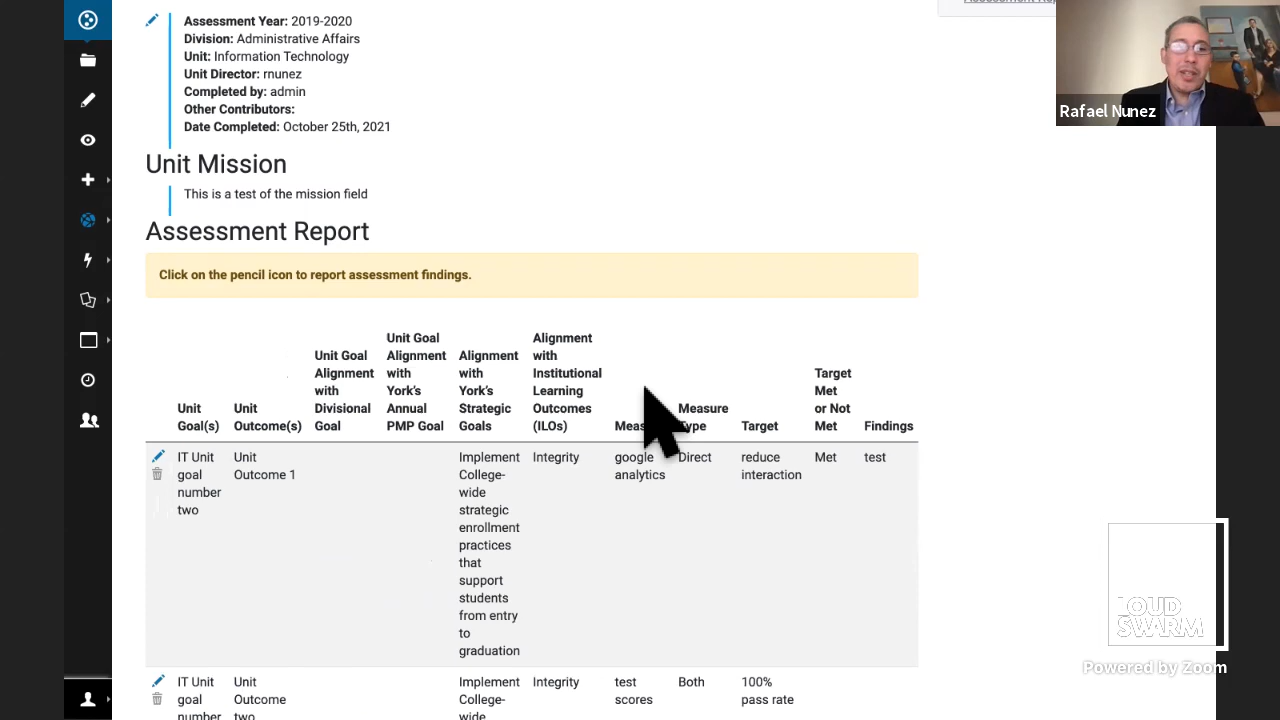 Assessment Year: 2019-2020
Division: Administrative Affairs
Unit: Information Technology
Unit Director: rnunez
Completed by: admin
Other Contributors:
Date Completed: October 25th, 2021
Unit Mission
This is a test of the mission field
Assessment Report
Click on the pencil icon to report assessment findings.
Unit
Goal(s)
Unit
Outcome(s)
Unit Goal
Alignment
with
Divisional
Goal
Unit Goal
Alignment
with
York's
Annual
PMP Goal
Alignment
with
York's
Strategic
Goals
Alignment
with
Institutional
Learning
Outcomes
(ILOs)
Measure
Type
Target
Target
Met
or Not
Met
Findings
IT Unit
goal
number
two
Unit
Outcome 1
Implement
College-
wide
strategic
enrollment
practices
that
support
students
from entry
to
graduation
Integrity
google
analytics
Direct
reduce
interaction
Met
test
IT Unit
goal
number
Unit
Outcome
two
Implement
College-
wide
Integrity
test
scores
Both
100%
pass rate
Rafael Nunez
LOUD
SWARM
Powered by Zoom